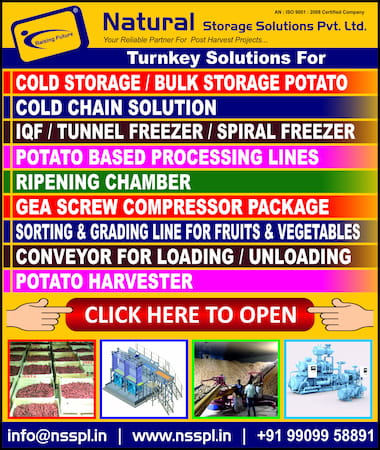 AN : ISO 9001 : 2008 Certified Company
Natural Storage Solutions Pvt. Ltd.
Raising Future
Your Reliable Partner For Post Harvest Projects...
Turnkey Solutions For
COLD STORAGE / BULK STORAGE POTATO
COLD CHAIN SOLUTION
IQF / TUNNEL FREEZER / SPIRAL FREEZER
POTATO BASED PROCESSING LINES
RIPENING CHAMBER
GEA SCREW COMPRESSOR PACKAGE
SORTING & GRADING LINE FOR FRUITS & VEGETABLES
CONVEYOR FOR LOADING / UNLOADING
POTATO HARVESTER
CLICK HERE TO OPEN
info@nsspl.in | www.nsspl.in | +91 99099 58891